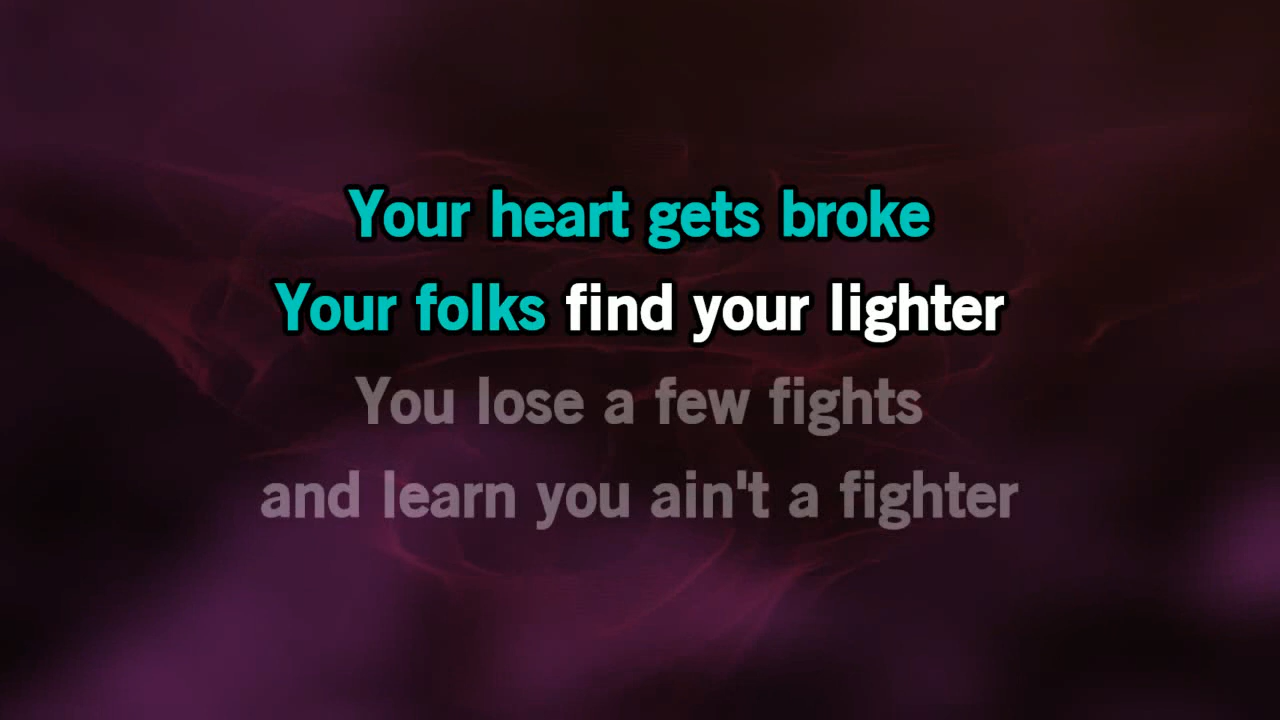 Your heart gets broke
Your folks find your lighter
You lose a few fights
and learn you ain't a fighter